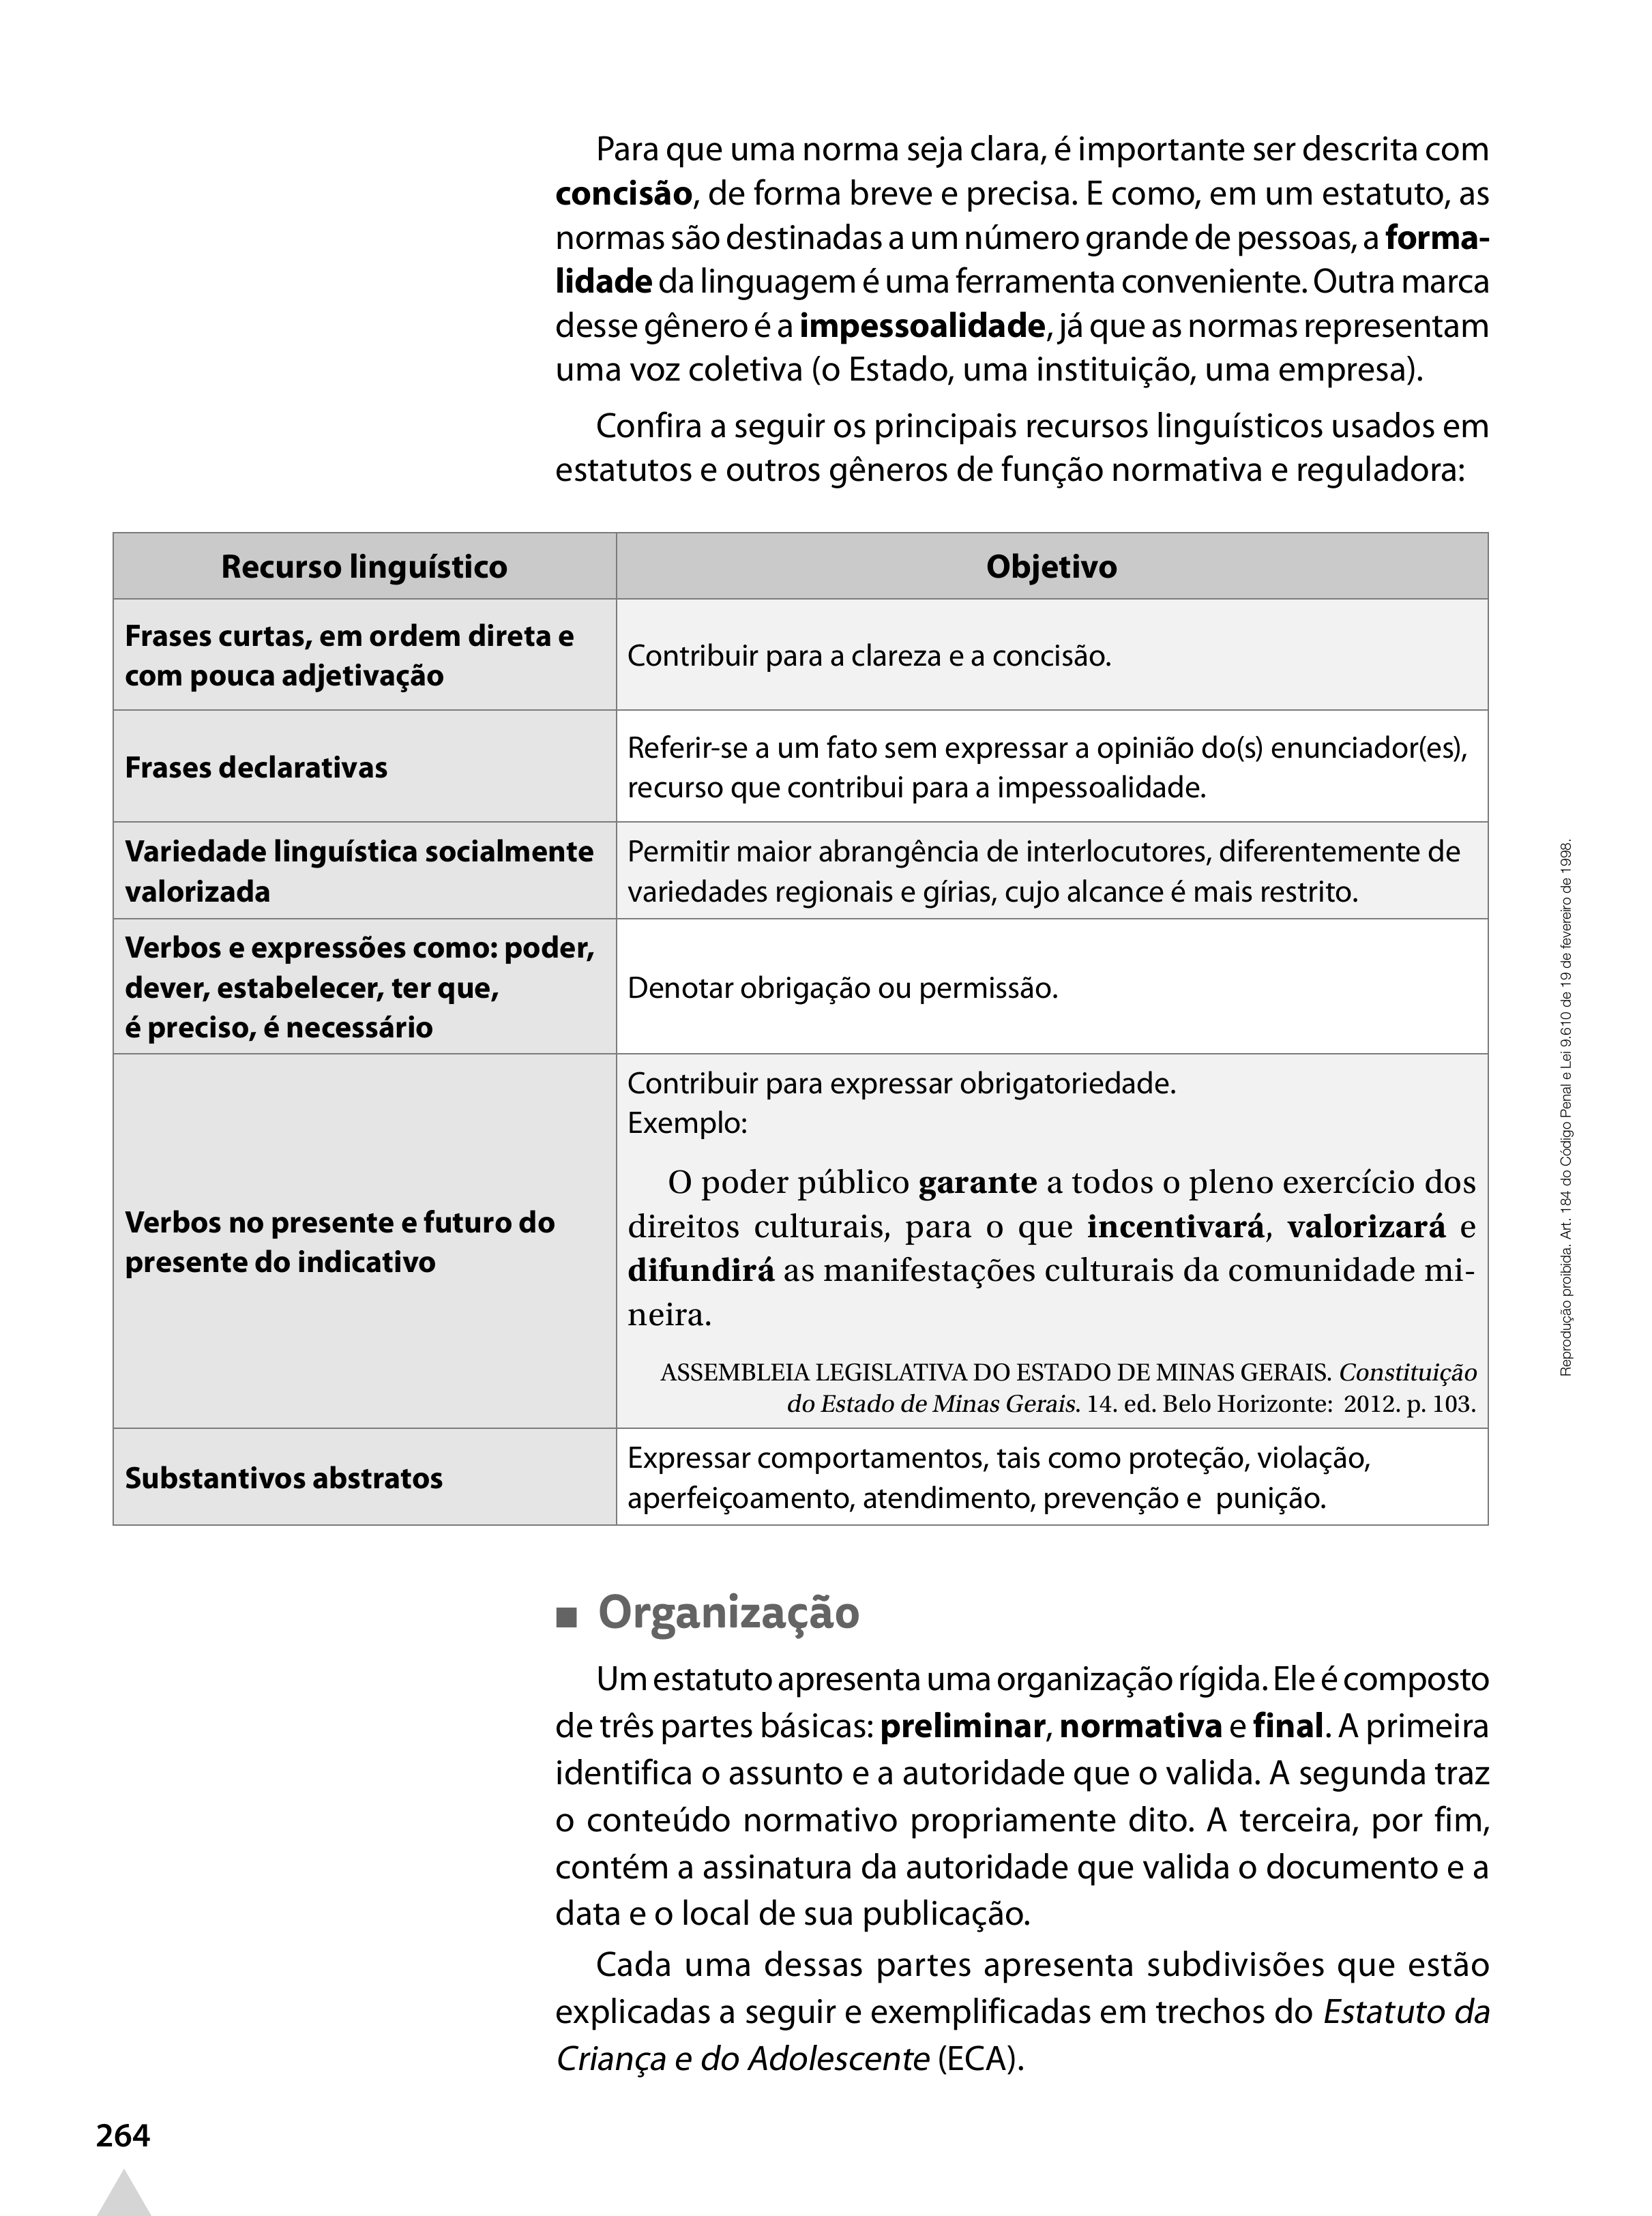 Para que uma norma seja clara, é importante ser descrita com
concisão, de forma breve e precisa. E como, em um estatuto, as
normas são destinadas a um número grande de pessoas, a forma-
lidade da linguagem é uma ferramenta conveniente. Outra marca
desse gênero é a impessoalidade, já que as normas representam
uma voz coletiva (o Estado, uma instituição, uma empresa).
Confira a seguir os principais recursos linguísticos usados em
estatutos e outros gêneros de função normativa e reguladora:
Recurso linguístico
Objetivo
Frases curtas, em ordem direta e
com pouca adjetivação
Contribuir para a clareza e a concisão.
Frases declarativas
Referir-se a um fato sem expressar a opinião do(s) enunciador(es),
recurso que contribui para a impessoalidade.
Variedade linguística socialmente
valorizada
Permitir maior abrangência de interlocutores, diferentemente de
variedades regionais e gírias, cujo alcance é mais restrito.
Verbos e expressões como: poder,
dever, estabelecer, ter que,
é preciso, é necessário
Denotar obrigação ou permissão.
Verbos no presente e futuro do
presente do indicativo
Contribuir para expressar obrigatoriedade.
Exemplo:
O poder público garante a todos o pleno exercício dos
direitos culturais, para o que incentivará, valorizará e
difundirá as manifestações culturais da comunidade mi-
neira.
ASSEMBLEIA LEGISLATIVA DO ESTADO DE MINAS GERAIS. Constituição
do Estado de Minas Gerais. 14. ed. Belo Horizonte: 2012. p. 103.
Substantivos abstratos
Expressar comportamentos, tais como proteção, violação,
aperfeiçoamento, atendimento, prevenção e punição.
■ Organização
Um estatuto apresenta uma organização rígida. Ele é composto
de três partes básicas: preliminar, normativa e final. A primeira
identifica o assunto e a autoridade que o valida. A segunda traz
o conteúdo normativo propriamente dito. A terceira, por fim,
contém a assinatura da autoridade que valida o documento e a
data e o local de sua publicação.
Cada uma dessas partes apresenta subdivisões que estão
explicadas a seguir e exemplificadas em trechos do Estatuto da
Criança e do Adolescente (ECA).
264
Reprodução proibida. Art. 184 do Código Penal e Lei 9.610 de 19 de fevereiro de 1998.